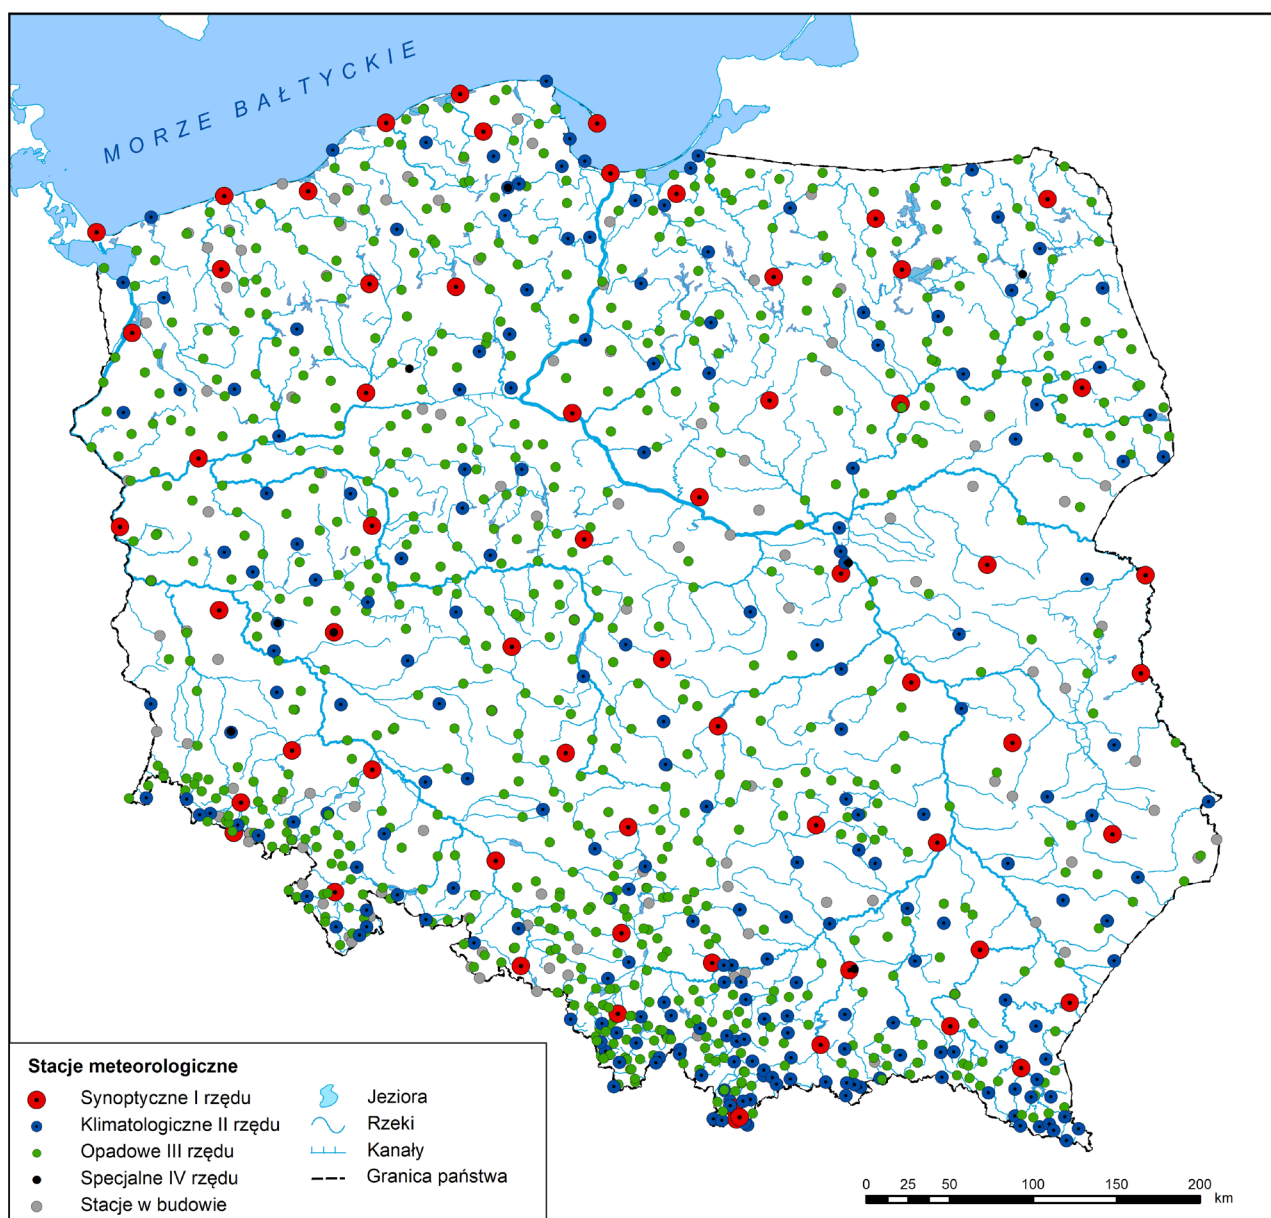 MORZE BAŁTYCKIE
Stacje meteorologiczne
Synoptyczne I rzędu
Klimatologiczne II rzędu
Opadowe III rzędu
Specjalne IV rzędu
Stacje w budowie
Jeziora
Rzeki
Kanały
Granica państwa
0 25 50 100 150 200
km